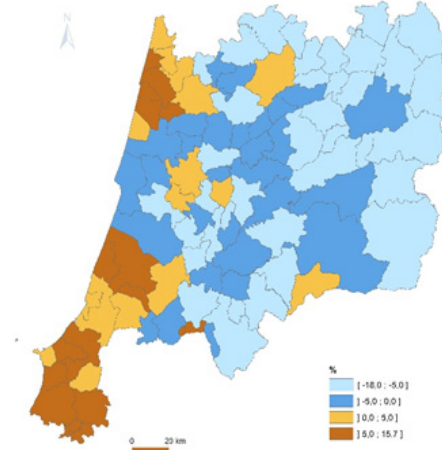 %
[ -18,0 ; -5,0 ]
] -5,0 ; 0,0 ]
] 0,0 ; 5,0 ]
] 5,0 ; 15.7 ]
0 20 km